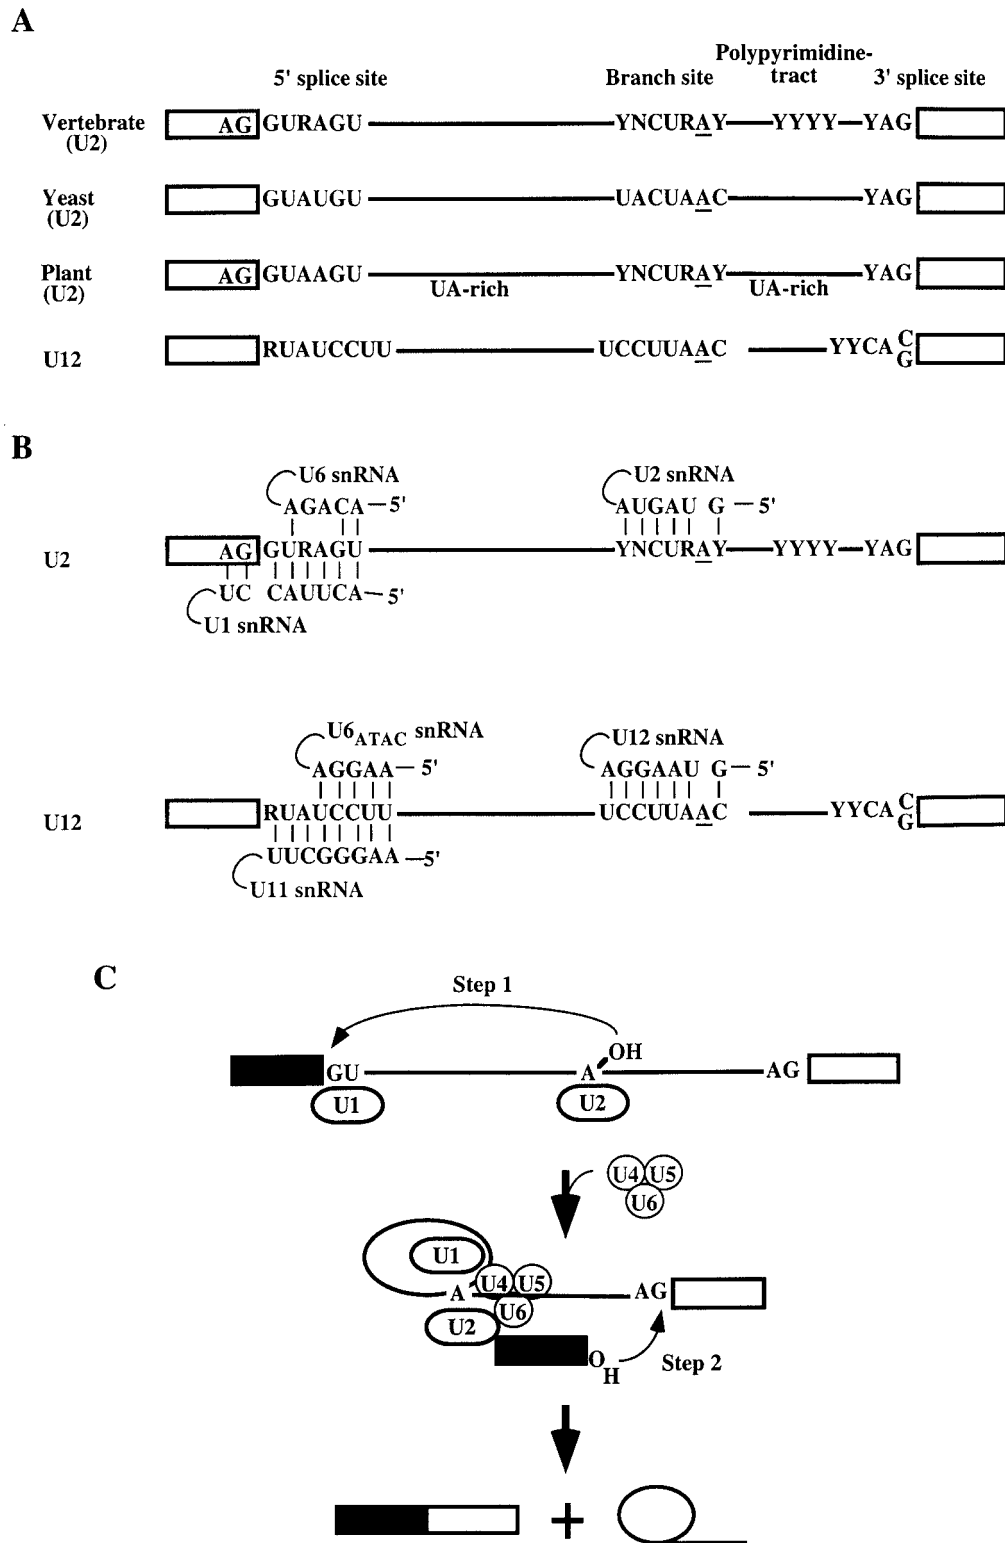 A
5' splice site Branch site Polypyrimidine-
tract 3' splice site
Vertebrate
(U2)
AG GURAGU YNCURAY YYYY YAG
Yeast
(U2)
GUAUGU UACUAAC YAG
Plant
(U2)
AG GUAAGU YNCURAY YAG
UA-rich UA-rich
U12
RUAUCCUU UCCUUAAC YYCA C
G
B
U6 snRNA U2 snRNA
AGACA 5' AUGAU G 5'
U2
AG GURAGU YNCURAY YYYY YAG
UC CAUUCA 5'
U1 snRNA
U6ATAC snRNA U12 snRNA
AGGAA 5' AGGAAU G 5'
U12
RUAUCCUU UCCUUAAC YYCA C
G
UUCGGGAA 5'
U11 snRNA
C
Step 1
OH
GU A AG
U1 U2
U4 U5
U6
U1
A U4 U5 AG
U2 U6
O
H
Step 2
+